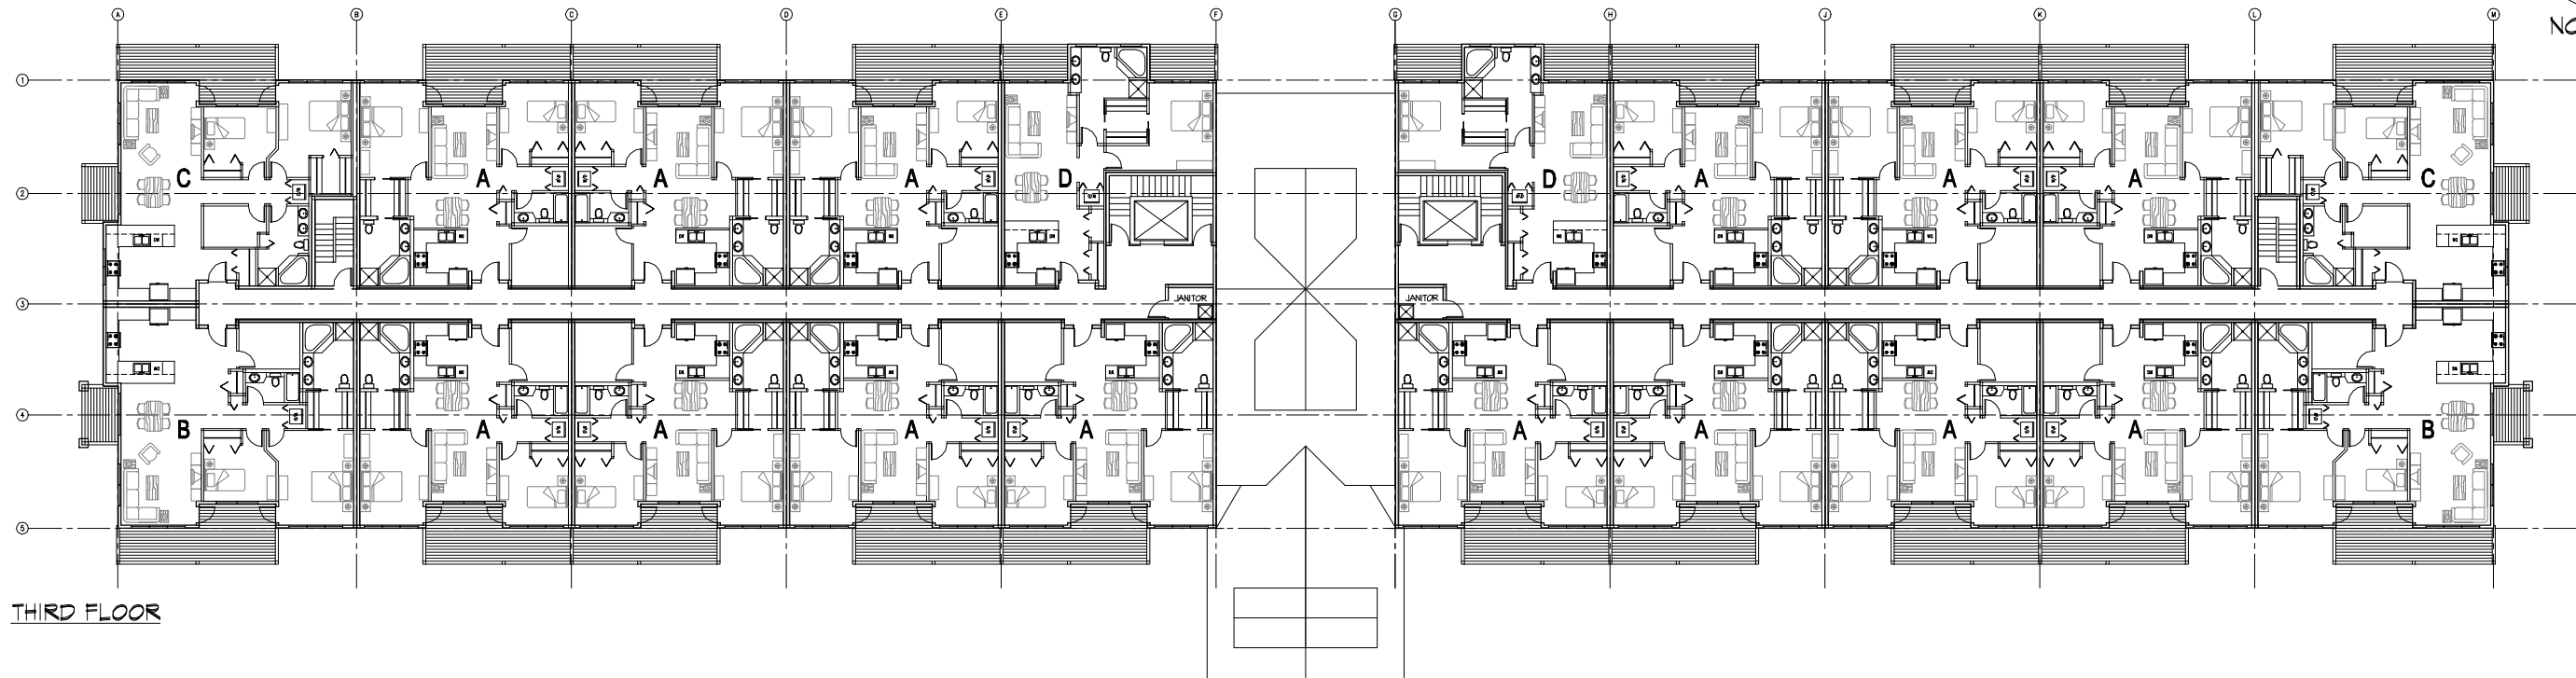 A B C D E F G H J K L M
NO
1
C A A A D D A A A C
2
JANITOR JANITOR
3
4
B A A A A A A A A B
5
THIRD FLOOR